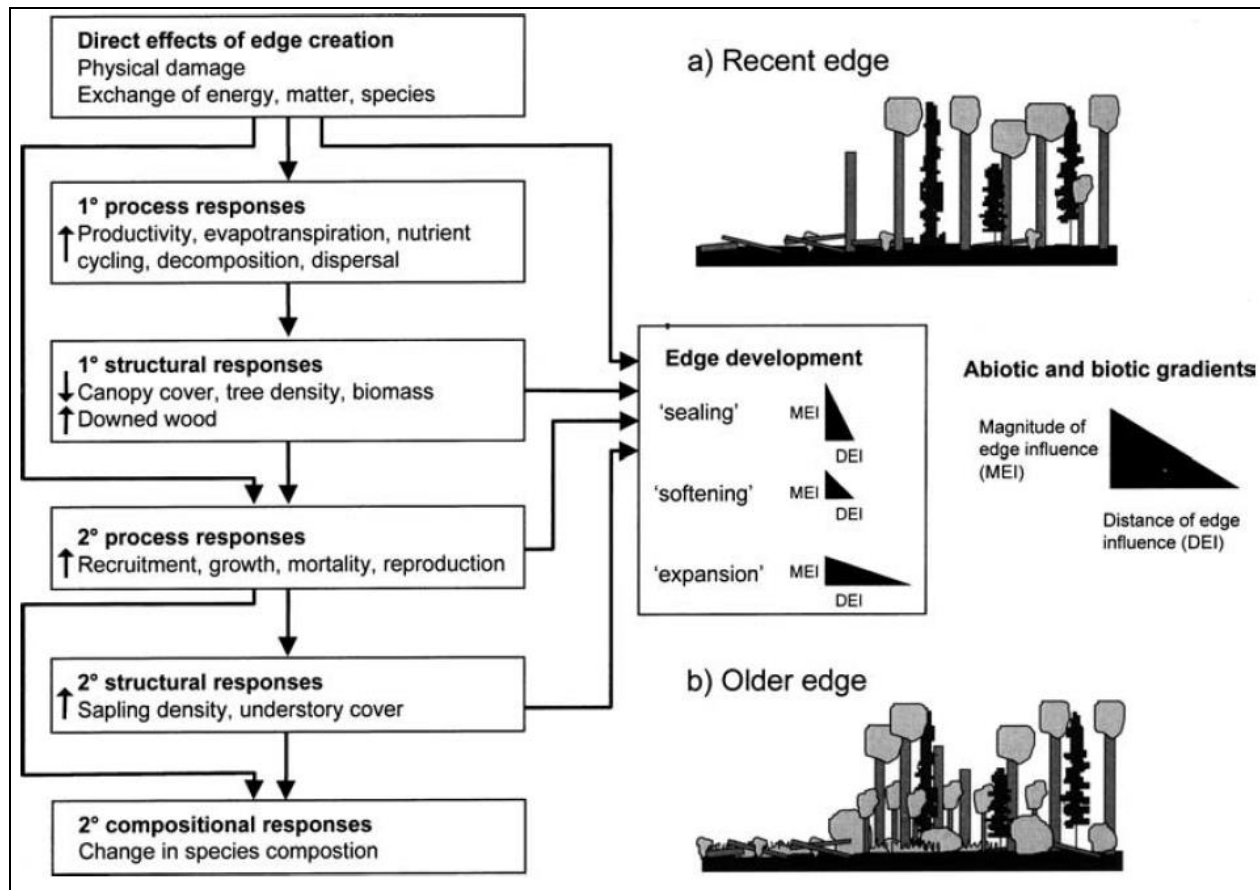 Direct effects of edge creation
Physical damage
Exchange of energy, matter, species
1° process responses
Productivity, evapotranspiration, nutrient
cycling, decomposition, dispersal
1° structural responses
Canopy cover, tree density, biomass
Downed wood
2° process responses
Recruitment, growth, mortality, reproduction
2° structural responses
Sapling density, understory cover
2° compositional responses
Change in species compostion
a) Recent edge
Edge development
'sealing'
MEI
DEI
'softening'
MEI
DEI
'expansion'
MEI
DEI
Abiotic and biotic gradients
Magnitude of
edge influence
(MEI)
Distance of edge
influence (DEI)
b) Older edge